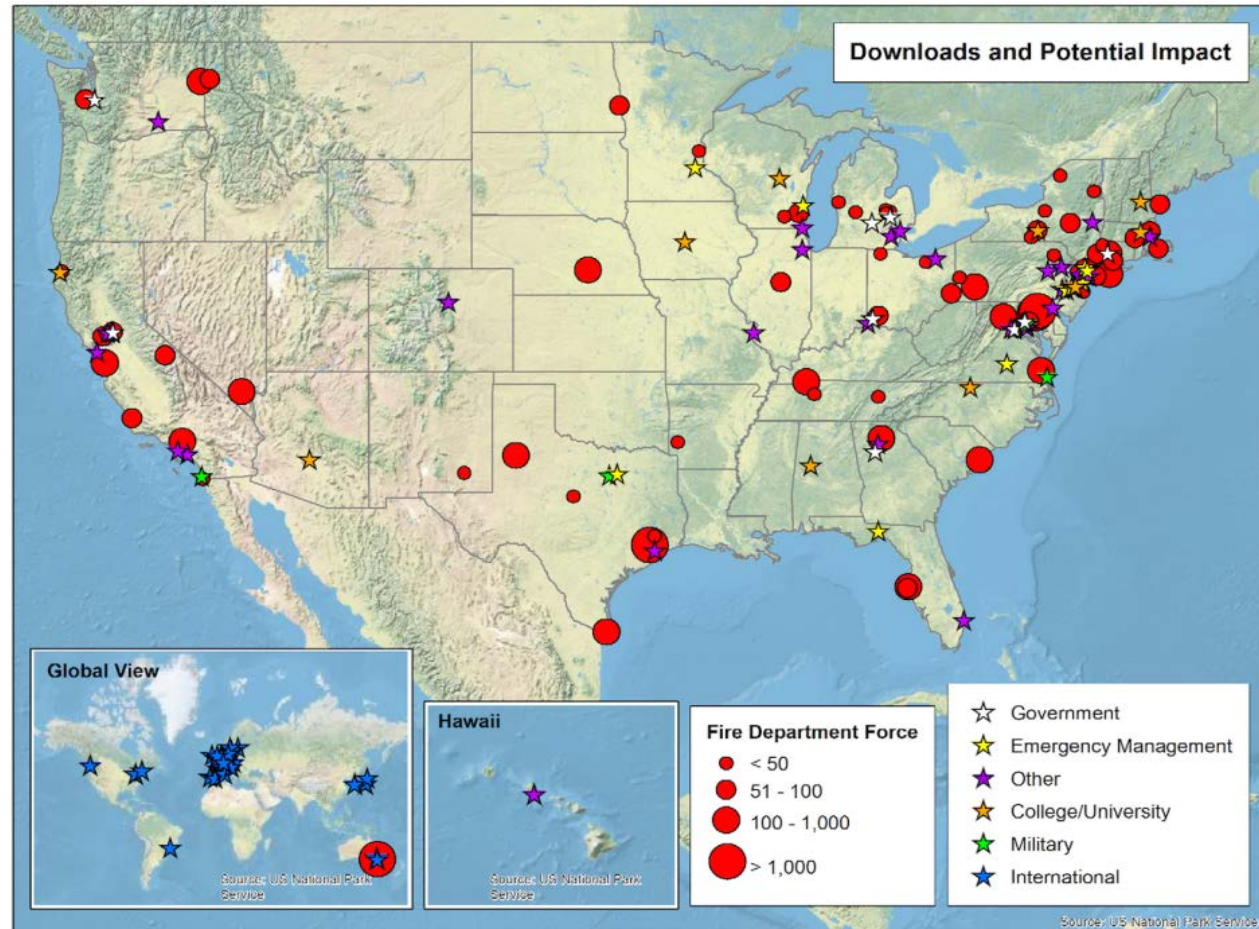 Downloads and Potential Impact
Global View
Source: US National Park
Service
Hawaii
Source: US National Park
Service
Fire Department Force
< 50
51 - 100
100 - 1,000
> 1,000
Government
Emergency Management
Other
College/University
Military
International
Source: US National Park Service